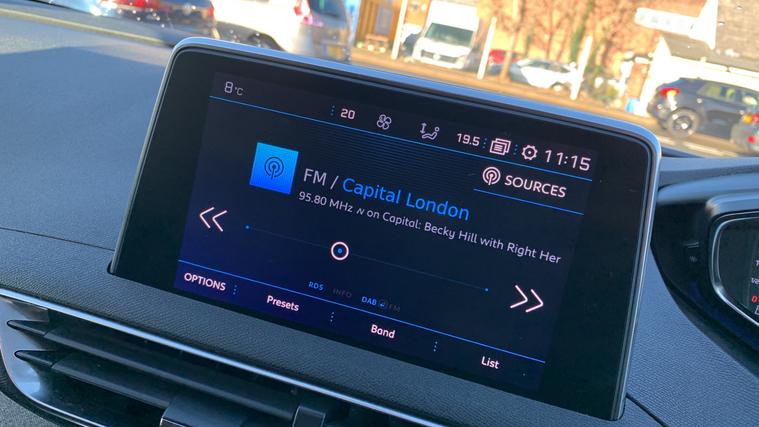 8°C
20
19.5
11:15
SOURCES
FM / Capital London
95.80 MHz w on Capital: Becky Hill with Right Her
OPTIONS
RDS INFO DAB FM
Presets
Band
List